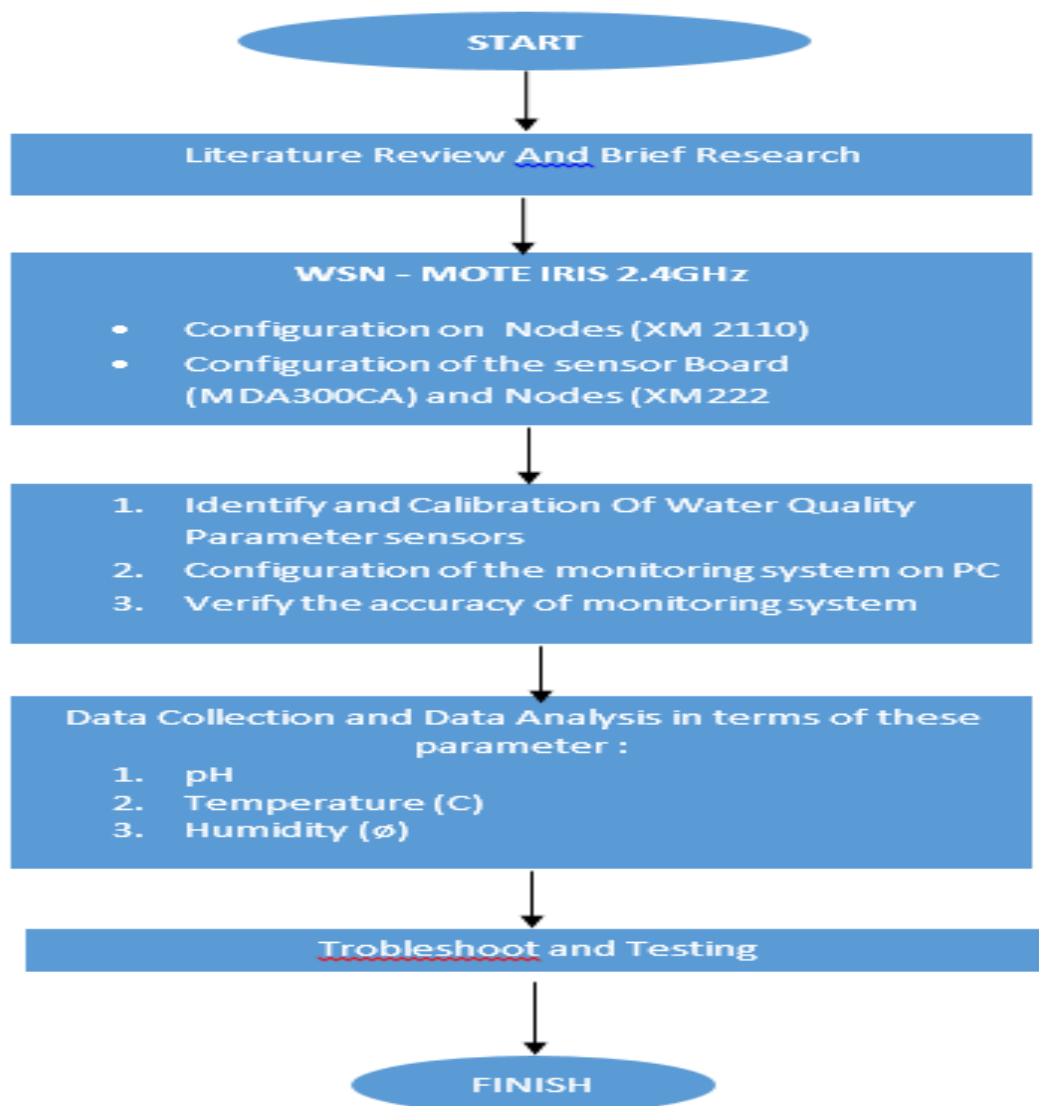 START
Literature Review And Brief Research
WSN – MOTE IRIS 2.4GHz
• Configuration on Nodes (XM 2110)
• Configuration of the sensor Board
(MDA300CA) and Nodes (XM222
1. Identify and Calibration Of Water Quality
Parameter sensors
2. Configuration of the monitoring system on PC
3. Verify the accuracy of monitoring system
Data Collection and Data Analysis in terms of these
parameter :
1. pH
2. Temperature (C)
3. Humidity (ø)
Trobleshoot and Testing
FINISH